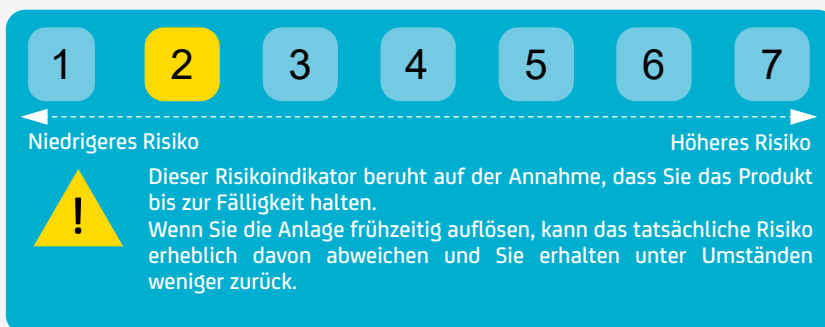 1 2 3 4 5 6 7
Niedrigeres Risiko Höheres Risiko
!
Dieser Risikoindikator beruht auf der Annahme, dass Sie das Produkt
bis zur Fälligkeit halten.
Wenn Sie die Anlage frühzeitig auflösen, kann das tatsächliche Risiko
erheblich davon abweichen und Sie erhalten unter Umständen
weniger zurück.